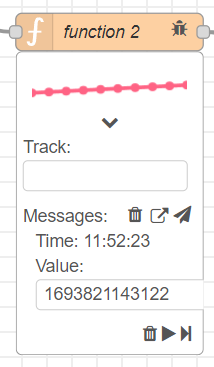 function 2
Track:
Messages:
Time: 11:52:23
Value:
1693821143122